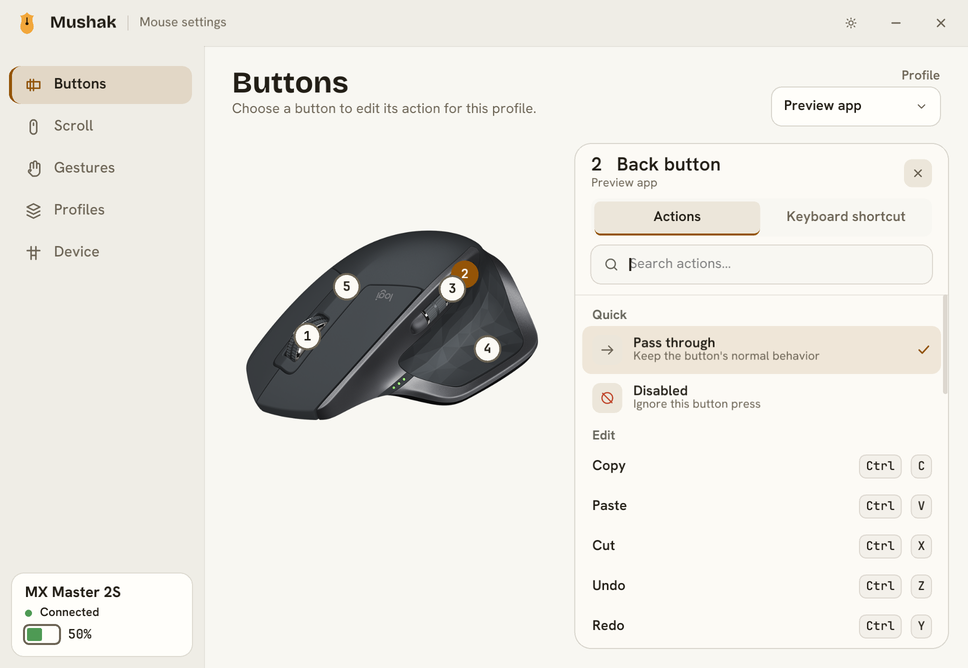 Mushak
Mouse settings
Buttons
Scroll
Gestures
Profiles
Device
MX Master 2S
Connected
50%
Buttons
Choose a button to edit its action for this profile.
Profile
Preview app
1
2
3
4
5
logi
2 Back button
Preview app
Actions
Keyboard shortcut
Search actions...
Quick
Pass through
Keep the button's normal behavior
Disabled
Ignore this button press
Edit
Copy Ctrl C
Paste Ctrl V
Cut Ctrl X
Undo Ctrl Z
Redo Ctrl Y